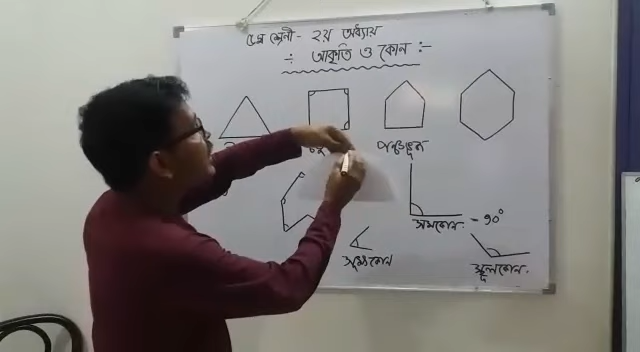 ৫ম শ্রেনী - ২য় অধ্যায়
÷ আকৃতি ও কোন :-
পঞ্চভূজ
সমকোন - ৯০°
সূক্ষ্মকোন
স্থূলকোন